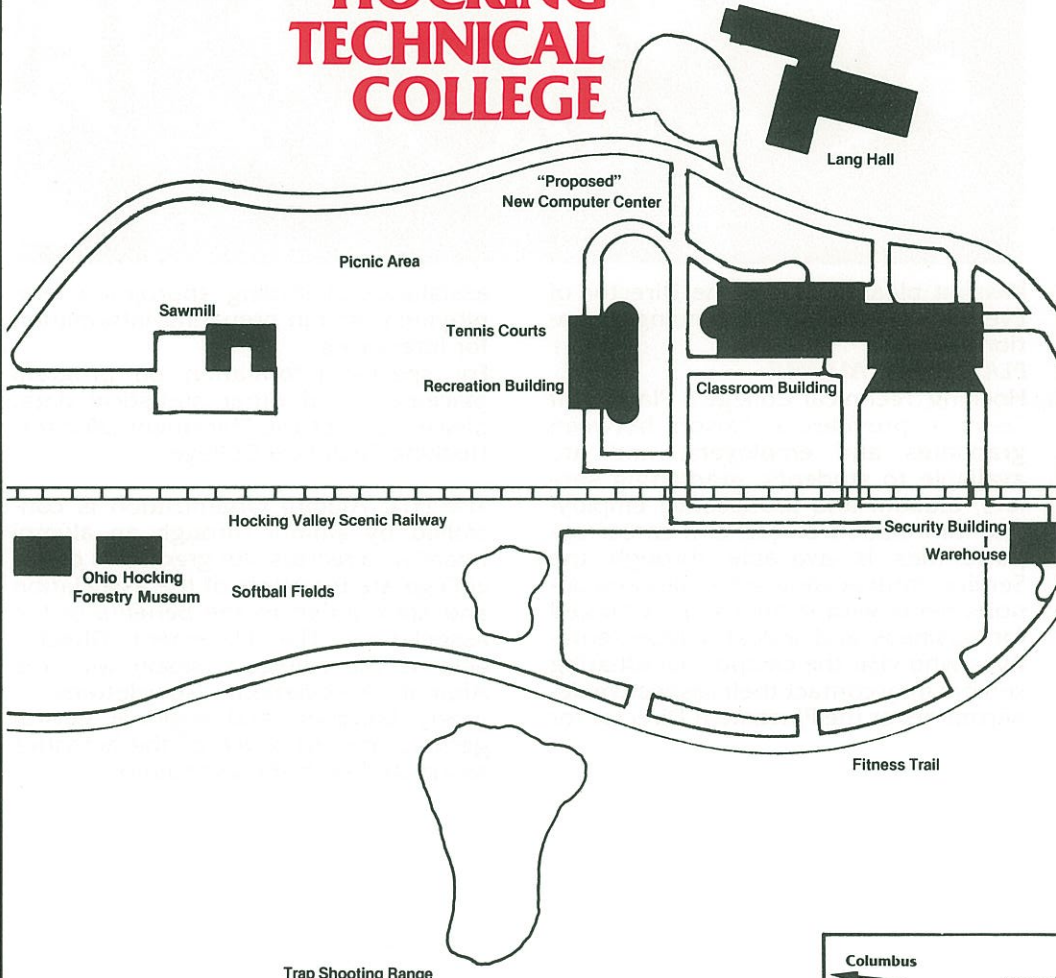 HOCKING
TECHNICAL
COLLEGE
Lang Hall
"Proposed"
New Computer Center
Picnic Area
Sawmill
Tennis Courts
Recreation Building
Classroom Building
Hocking Valley Scenic Railway
Security Building
Warehouse
Ohio Hocking
Forestry Museum
Softball Fields
Fitness Trail
Trap Shooting Range
Columbus